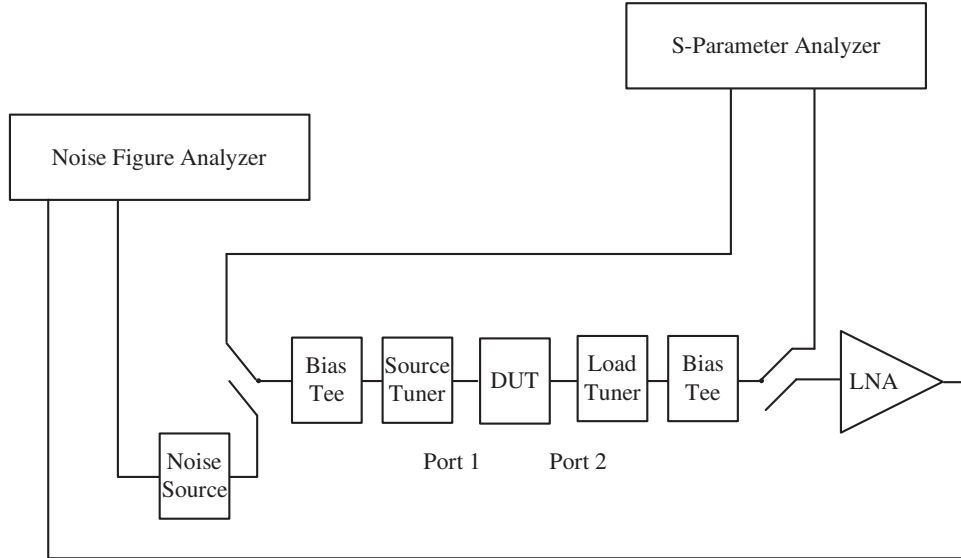 S-Parameter Analyzer
Noise Figure Analyzer
Bias
Tee
Source
Tuner
DUT
Load
Tuner
Bias
Tee
LNA
Port 1
Port 2
Noise
Source